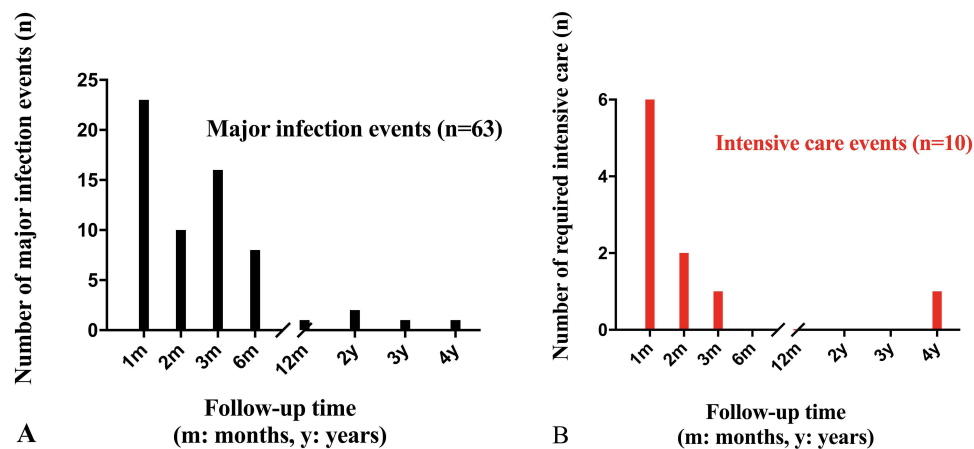 Number of major infection events (n)
25
20
15
10
5
0
Major infection events (n=63)
1m
2m
3m
6m
12m
2y
3y
4y
Follow-up time
(m: months, y: years)
A
Number of required intensive care (n)
6
4
2
0
Intensive care events (n=10)
1m
2m
3m
6m
12m
2y
3y
4y
Follow-up time
(m: months, y: years)
B